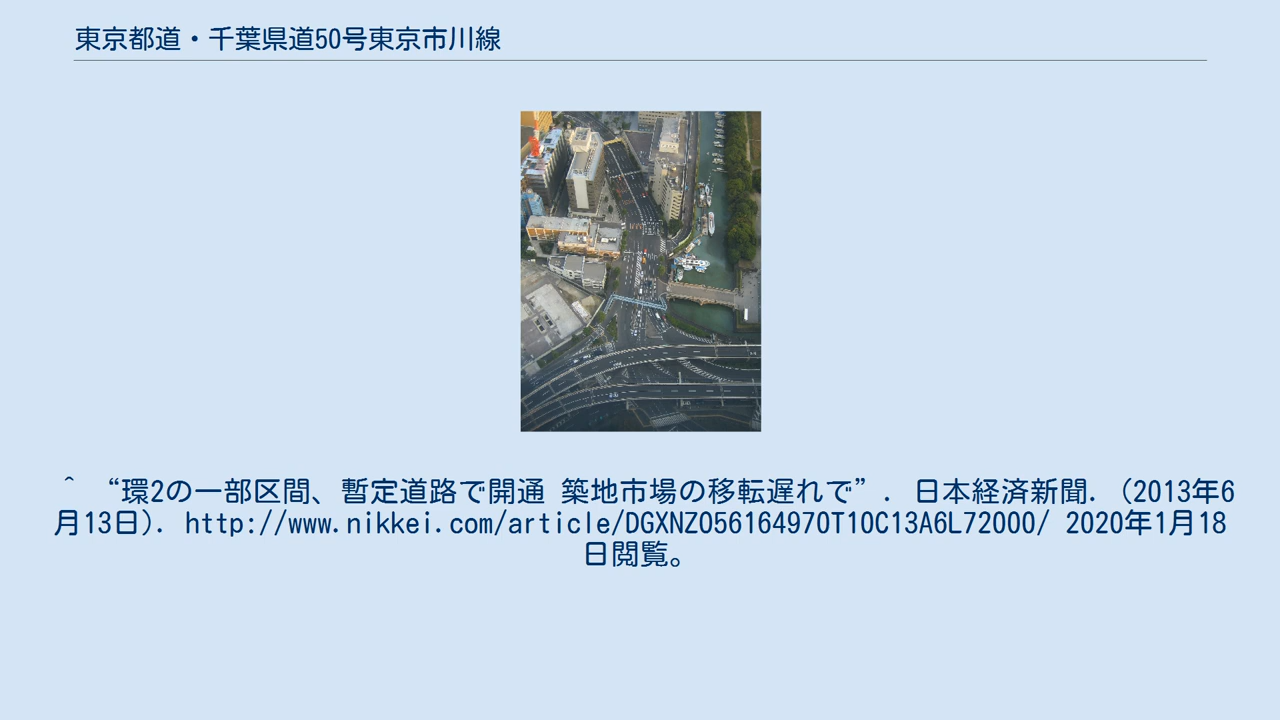 東京都道・千葉県道50号東京市川線
^ “環2の一部区間、暫定道路で開通 築地市場の移転遅れで”. 日本経済新聞. (2013年6
月13日). http://www.nikkei.com/article/DGXNZO56164970T10C13A6L72000/ 2020年1月18
日閲覧。